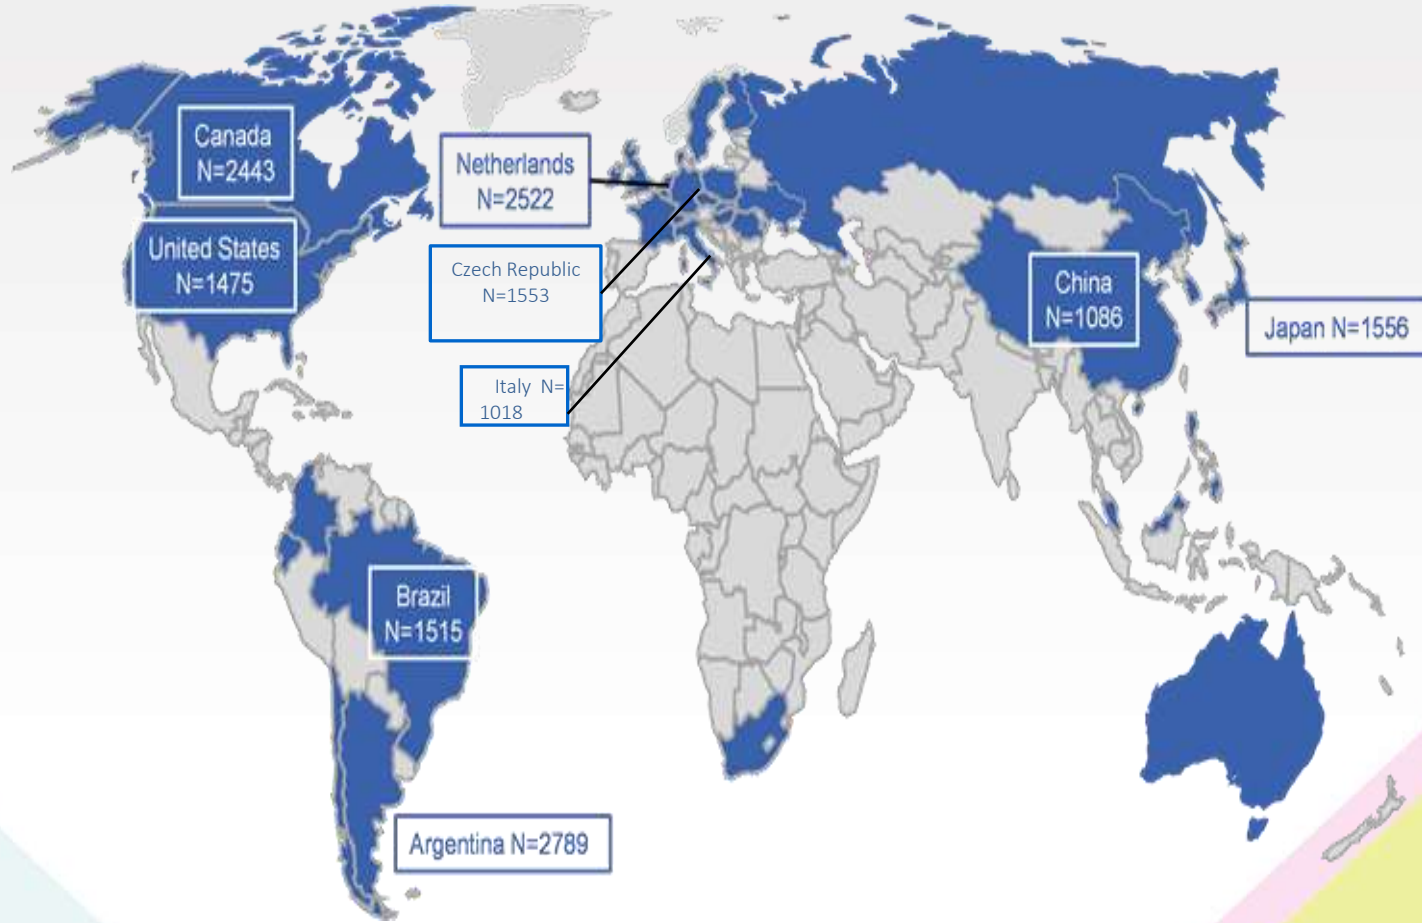 Canada
N=2443
United States
N=1475
Netherlands
N=2522
Czech Republic
N=1553
Italy  N=
1018
China
N=1086
Japan N=1556
Brazil
N=1515
Argentina N=2789